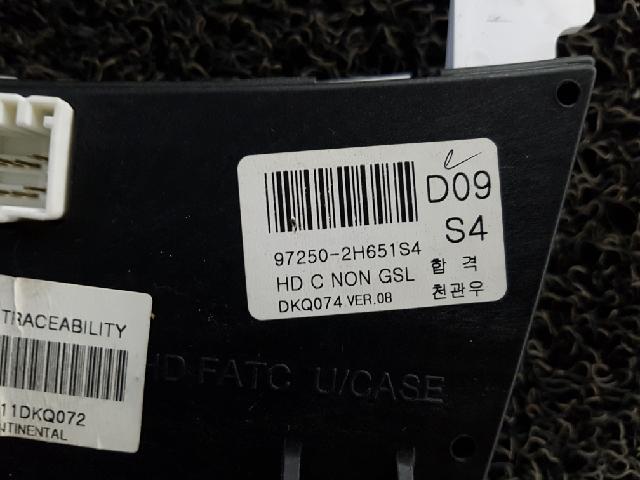 D09
S4
97250-2H651S4
HD C NON GSL 합 격
DKQ074 VER.08 천관우
TRACEABILITY
11DKQ072
NTINENTAL
HD FATC U/CASE